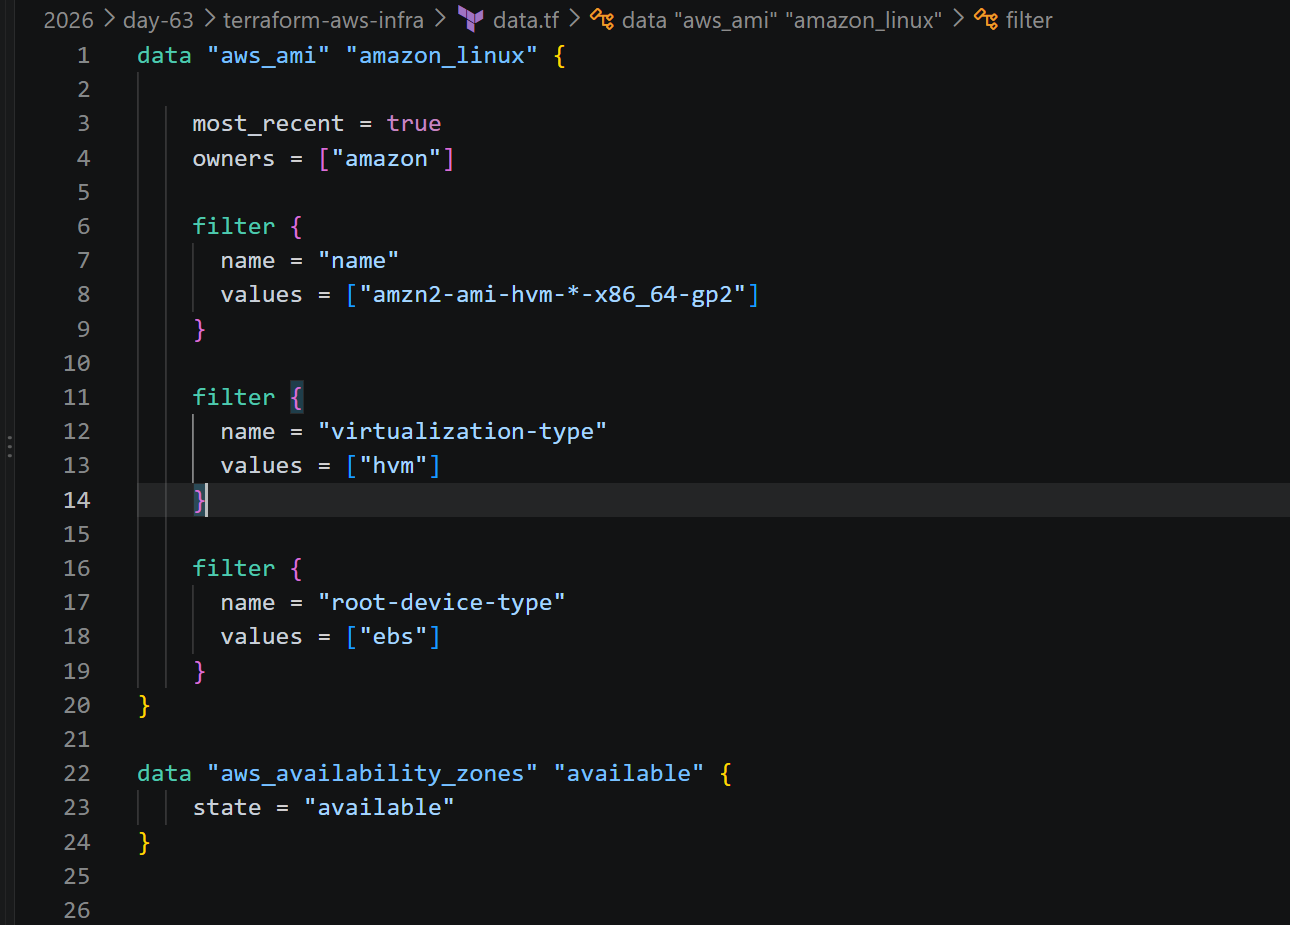 2026 > day-63 > terraform-aws-infra > data.tf > data "aws_ami" "amazon_linux" > filter
1 data "aws_ami" "amazon_linux" {
2
3 most_recent = true
4 owners = ["amazon"]
5
6 filter {
7 name = "name"
8 values = ["amzn2-ami-hvm-*-x86_64-gp2"]
9 }
10
11 filter {
12 name = "virtualization-type"
13 values = ["hvm"]
14 }
15
16 filter {
17 name = "root-device-type"
18 values = ["ebs"]
19 }
20 }
21
22 data "aws_availability_zones" "available" {
23 state = "available"
24 }
25
26